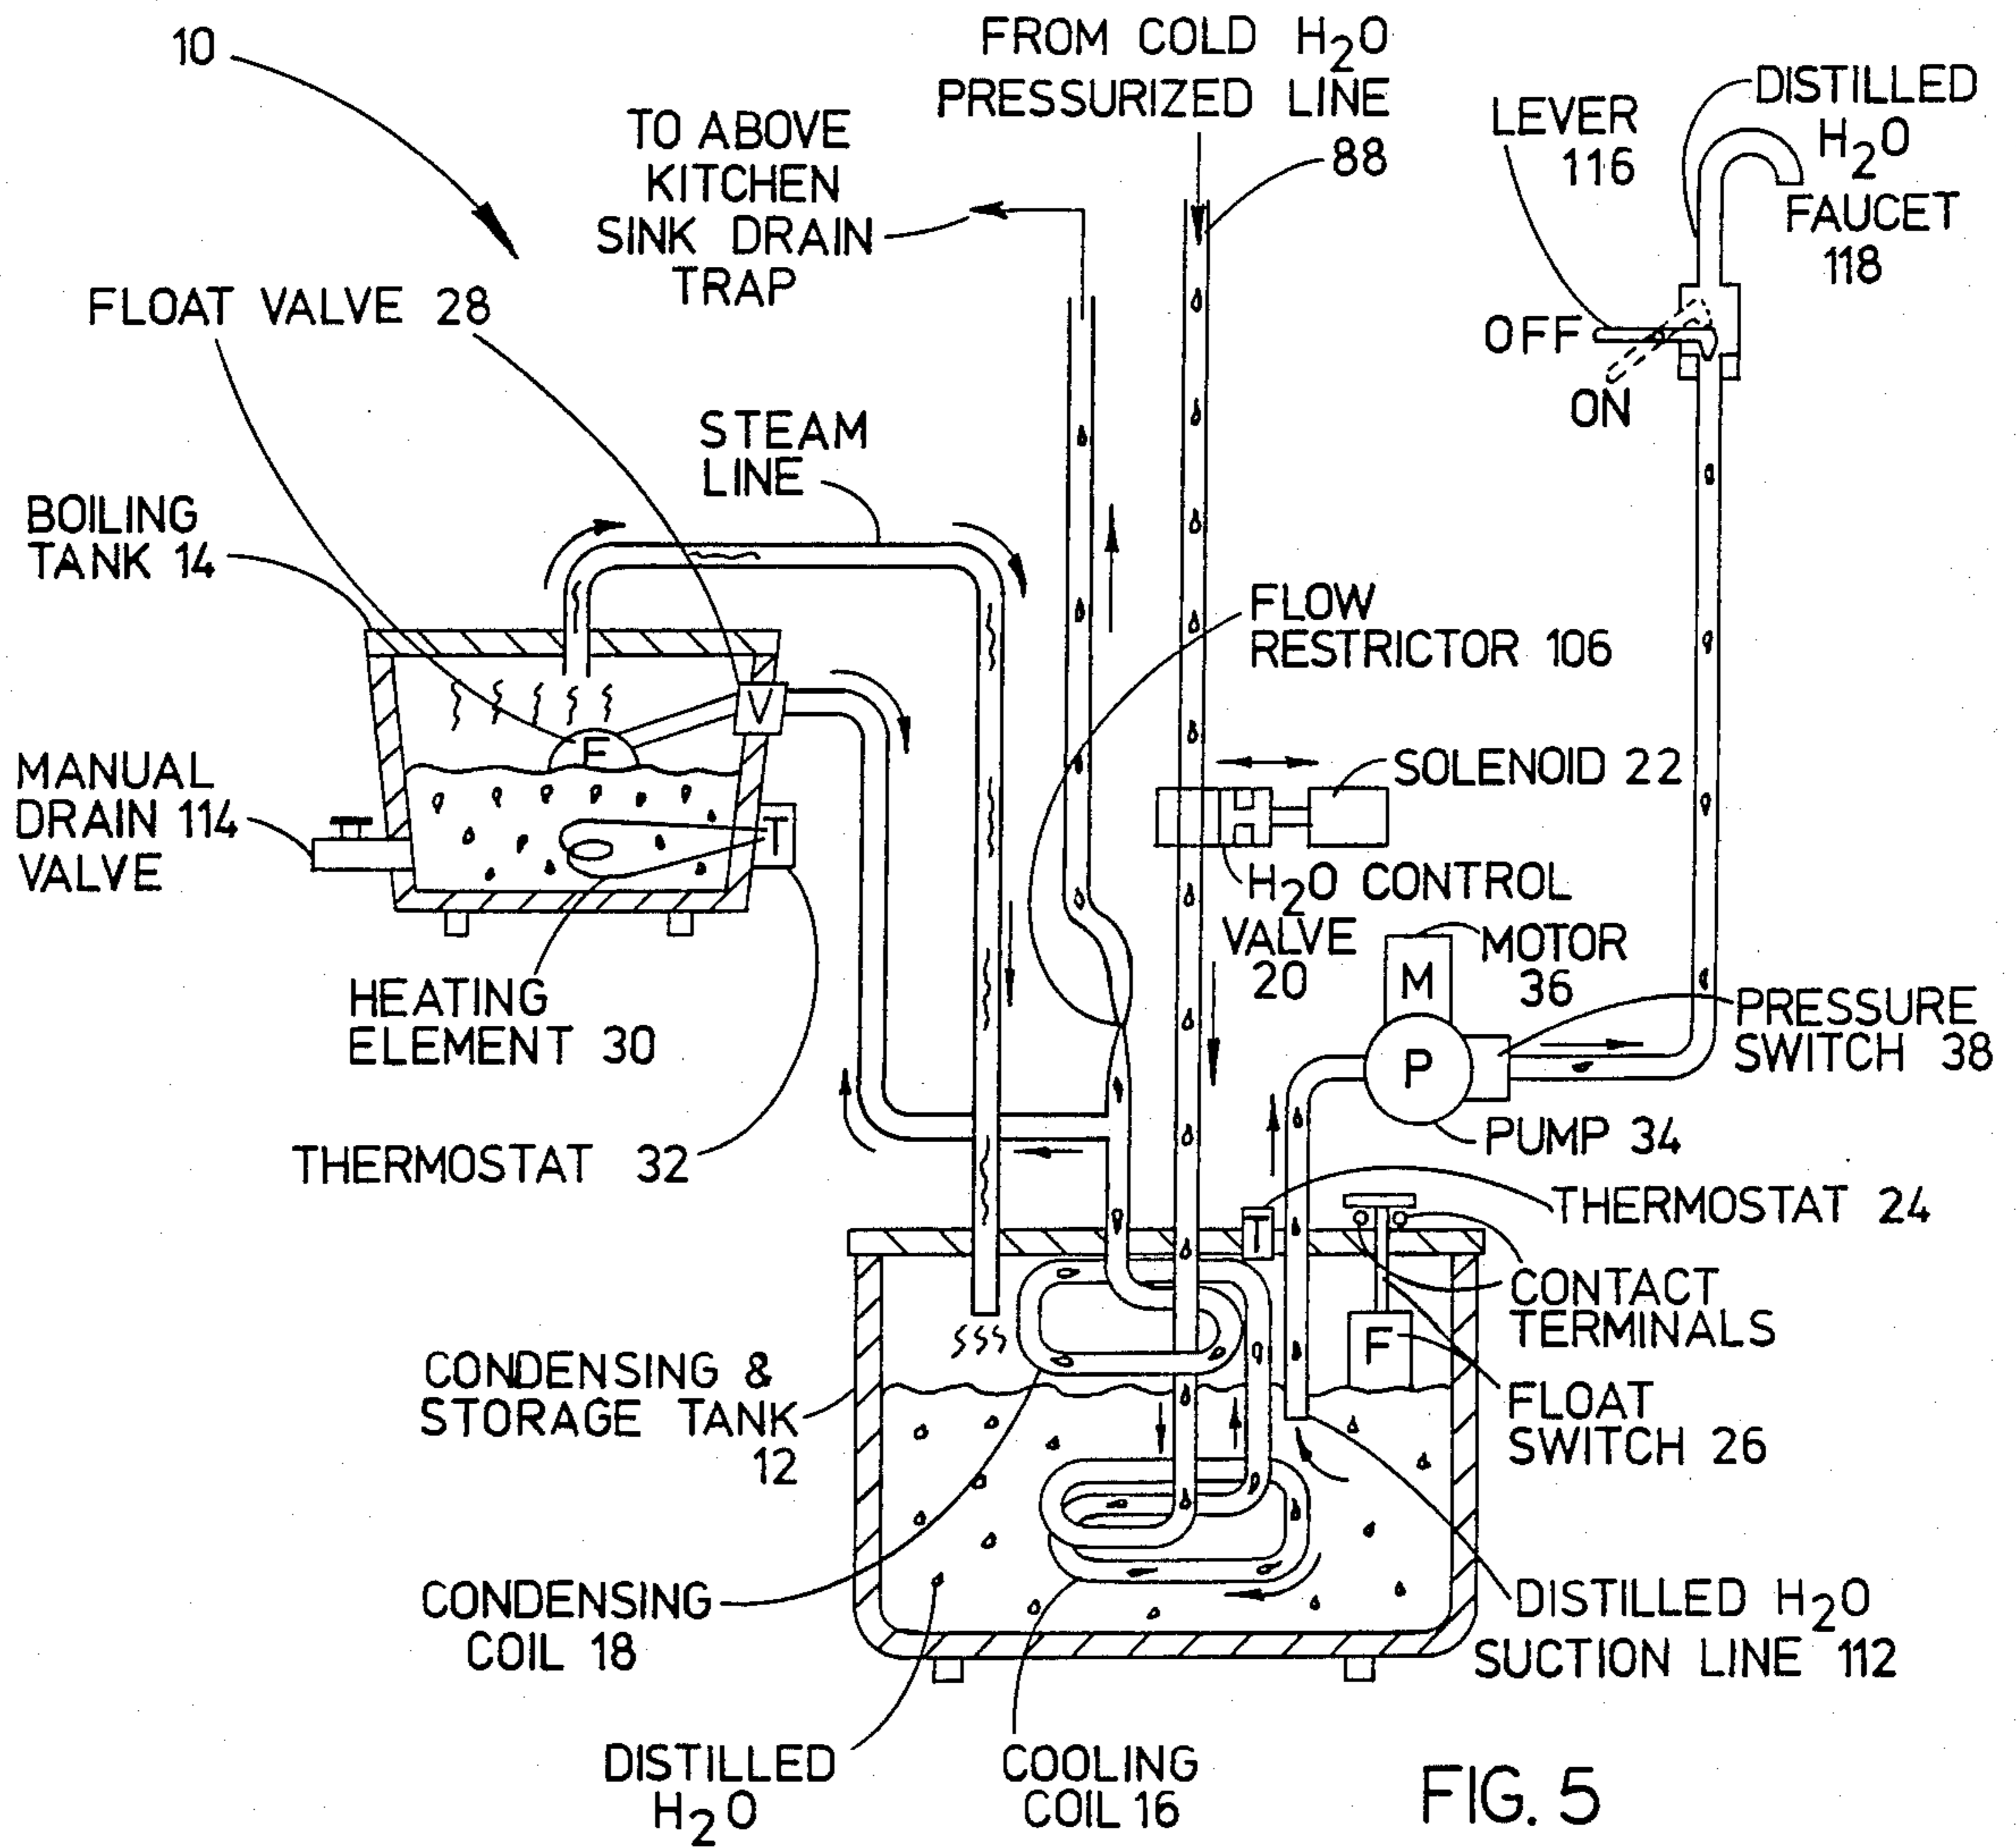 10
FROM COLD H2O
PRESSURIZED LINE
88
TO ABOVE
KITCHEN
SINK DRAIN
TRAP
LEVER
116
DISTILLED
H2O
FAUCET
118
OFF
ON
FLOAT VALVE 28
STEAM
LINE
BOILING
TANK 14
FLOW
RESTRICTOR 106
V
F
MANUAL
DRAIN 114
VALVE
T
SOLENOID 22
H2O CONTROL
VALVE
20
MOTOR
36
M
HEATING
ELEMENT 30
PRESSURE
SWITCH 38
P
PUMP 34
THERMOSTAT 32
THERMOSTAT 24
T
CONTACT
TERMINALS
F
CONDENSING &
STORAGE TANK
12
FLOAT
SWITCH 26
CONDENSING
COIL 18
DISTILLED H2O
SUCTION LINE 112
DISTILLED
H2O
COOLING
COIL 16
FIG. 5